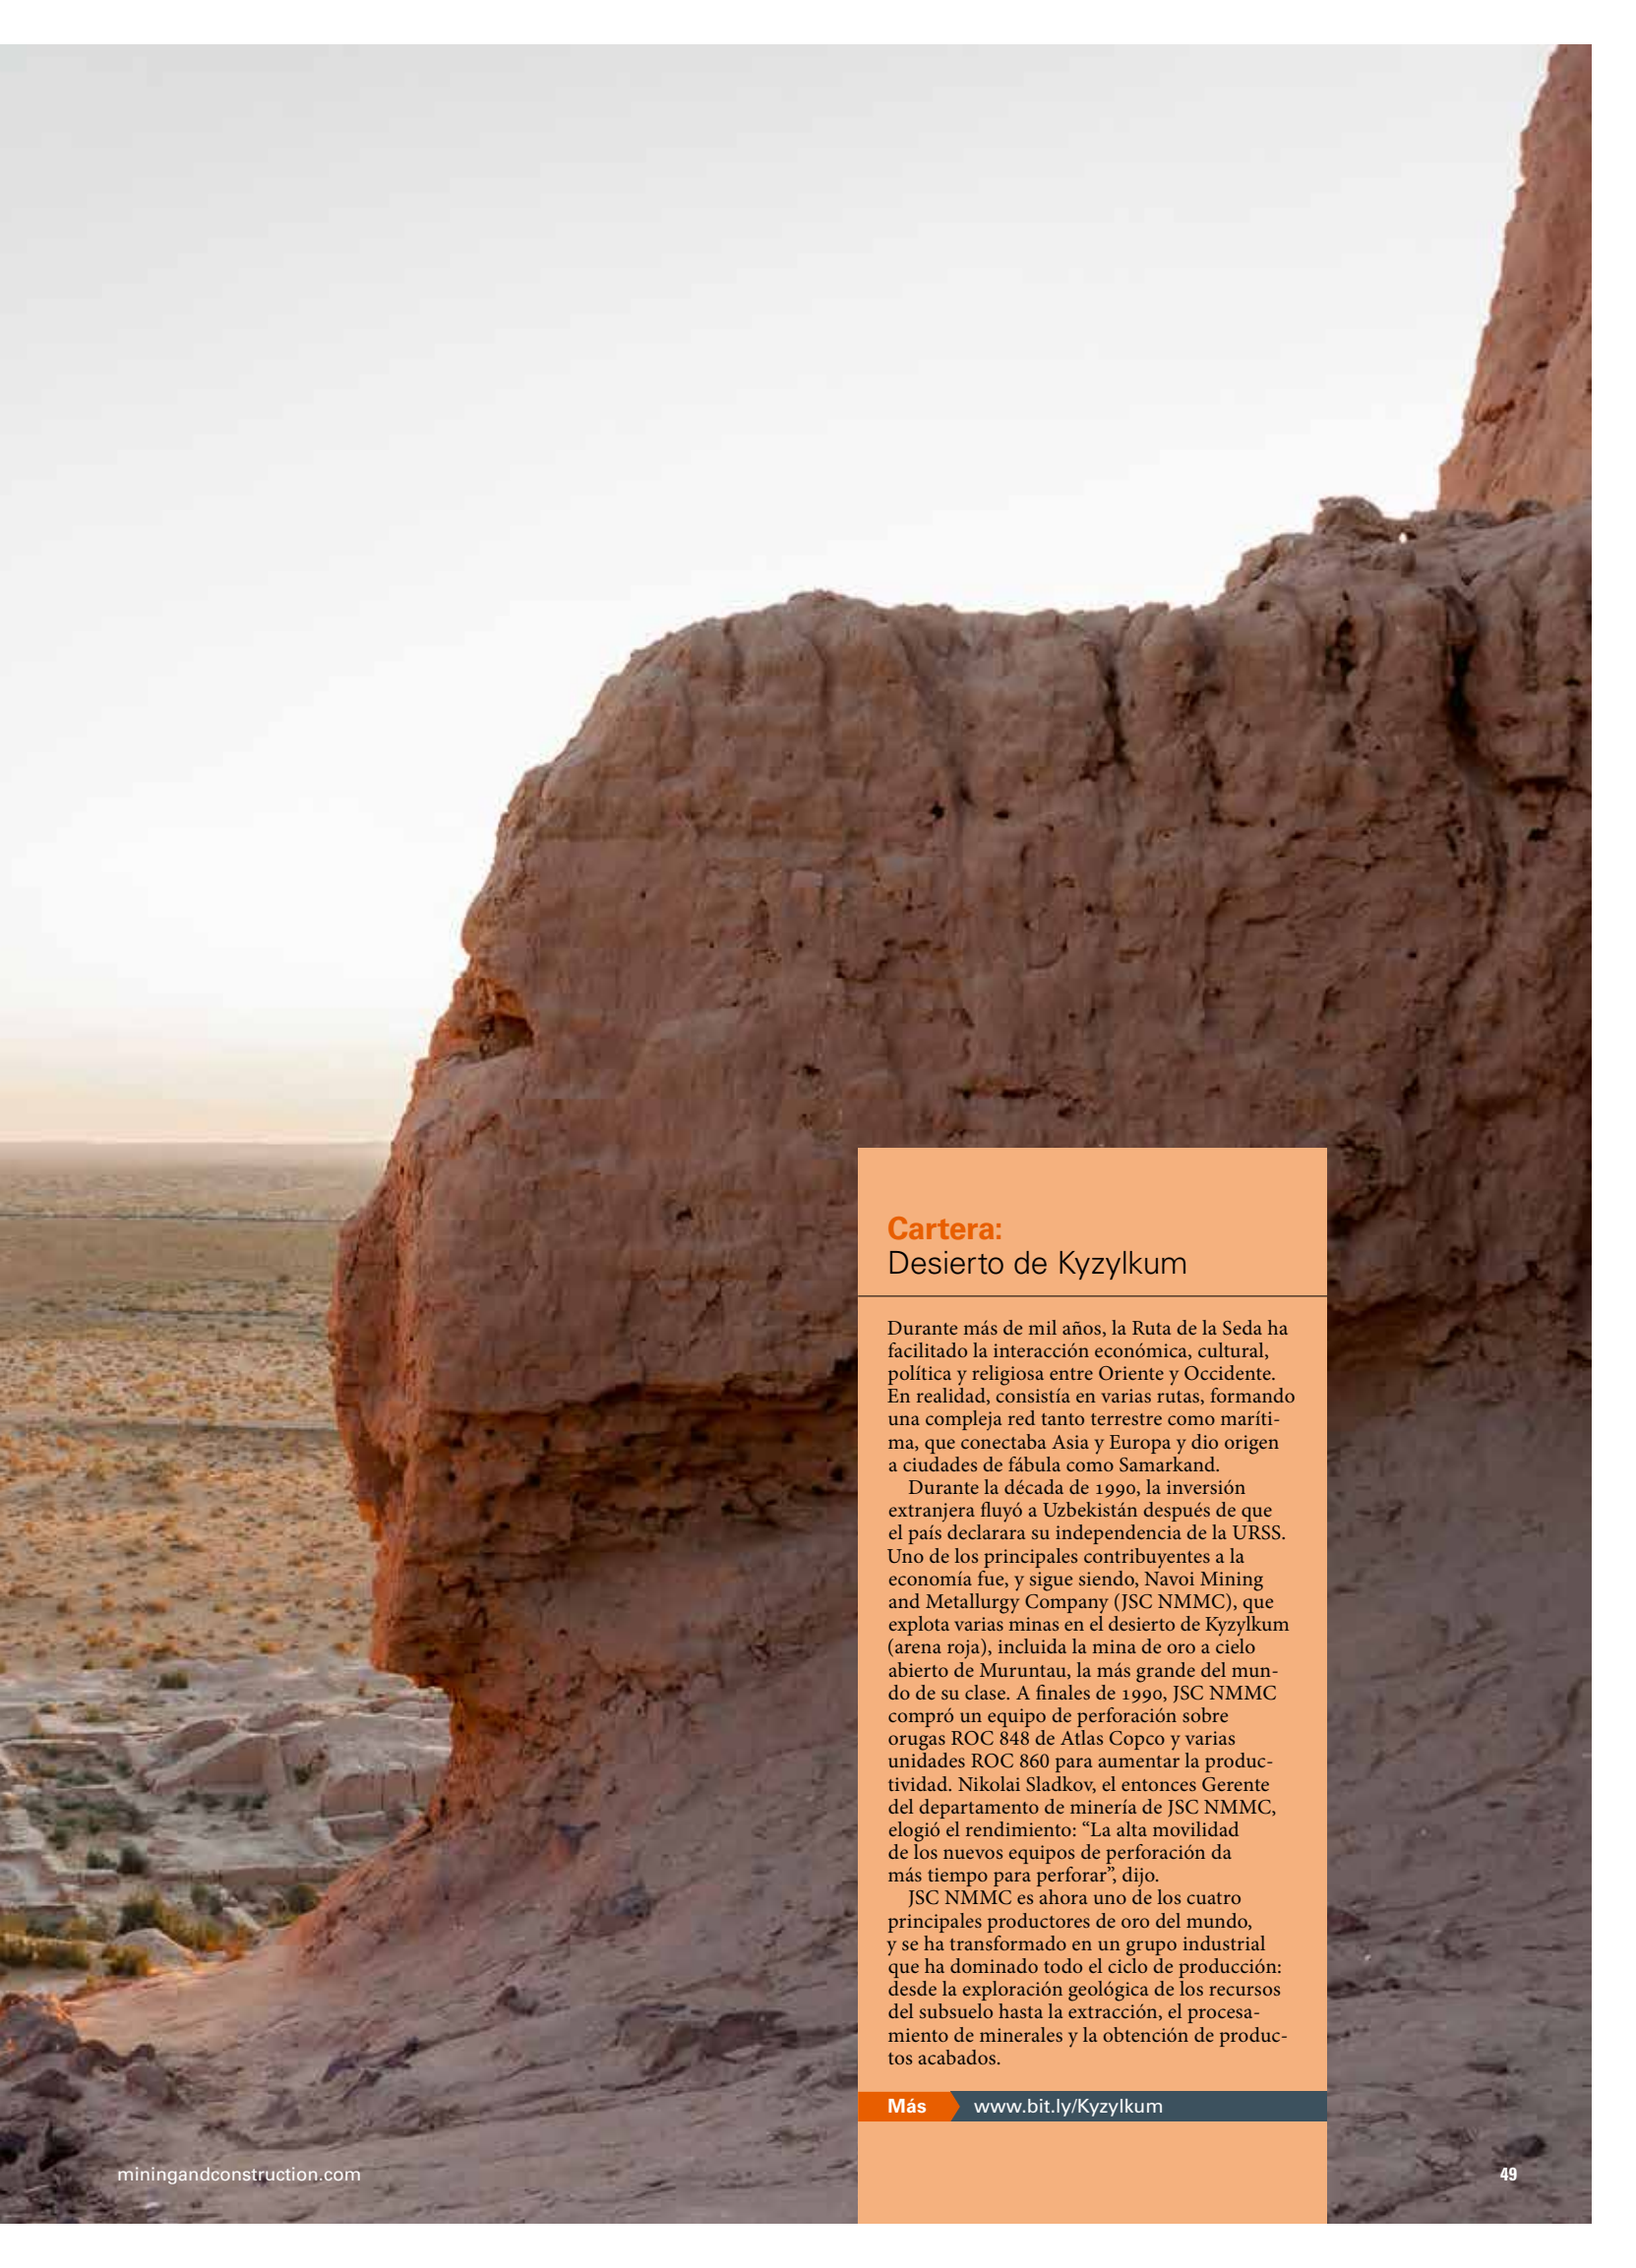 Cartera:
Desierto de Kyzylkum
Durante más de mil años, la Ruta de la Seda ha
facilitado la interacción económica, cultural,
política y religiosa entre Oriente y Occidente.
En realidad, consistía en varias rutas, formando
una compleja red tanto terrestre como maríti-
ma, que conectaba Asia y Europa y dio origen
a ciudades de fábula como Samarkand.
Durante la década de 1990, la inversión
extranjera fluyó a Uzbekistán después de que
el país declarara su independencia de la URSS.
Uno de los principales contribuyentes a la
economía fue, y sigue siendo, Navoi Mining
and Metallurgy Company (JSC NMMC), que
explota varias minas en el desierto de Kyzylkum
(arena roja), incluida la mina de oro a cielo
abierto de Muruntau, la más grande del mun-
do de su clase. A finales de 1990, JSC NMMC
compró un equipo de perforación sobre
orugas ROC 848 de Atlas Copco y varias
unidades ROC 860 para aumentar la produc-
tividad. Nikolai Sladkov, el entonces Gerente
del departamento de minería de JSC NMMC,
elogió el rendimiento: “La alta movilidad
de los nuevos equipos de perforación da
más tiempo para perforar”, dijo.
JSC NMMC es ahora uno de los cuatro
principales productores de oro del mundo,
y se ha transformado en un grupo industrial
que ha dominado todo el ciclo de producción:
desde la exploración geológica de los recursos
del subsuelo hasta la extracción, el procesa-
miento de minerales y la obtención de produc-
tos acabados.
Más www.bit.ly/Kyzylkum
miningandconstruction.com
49